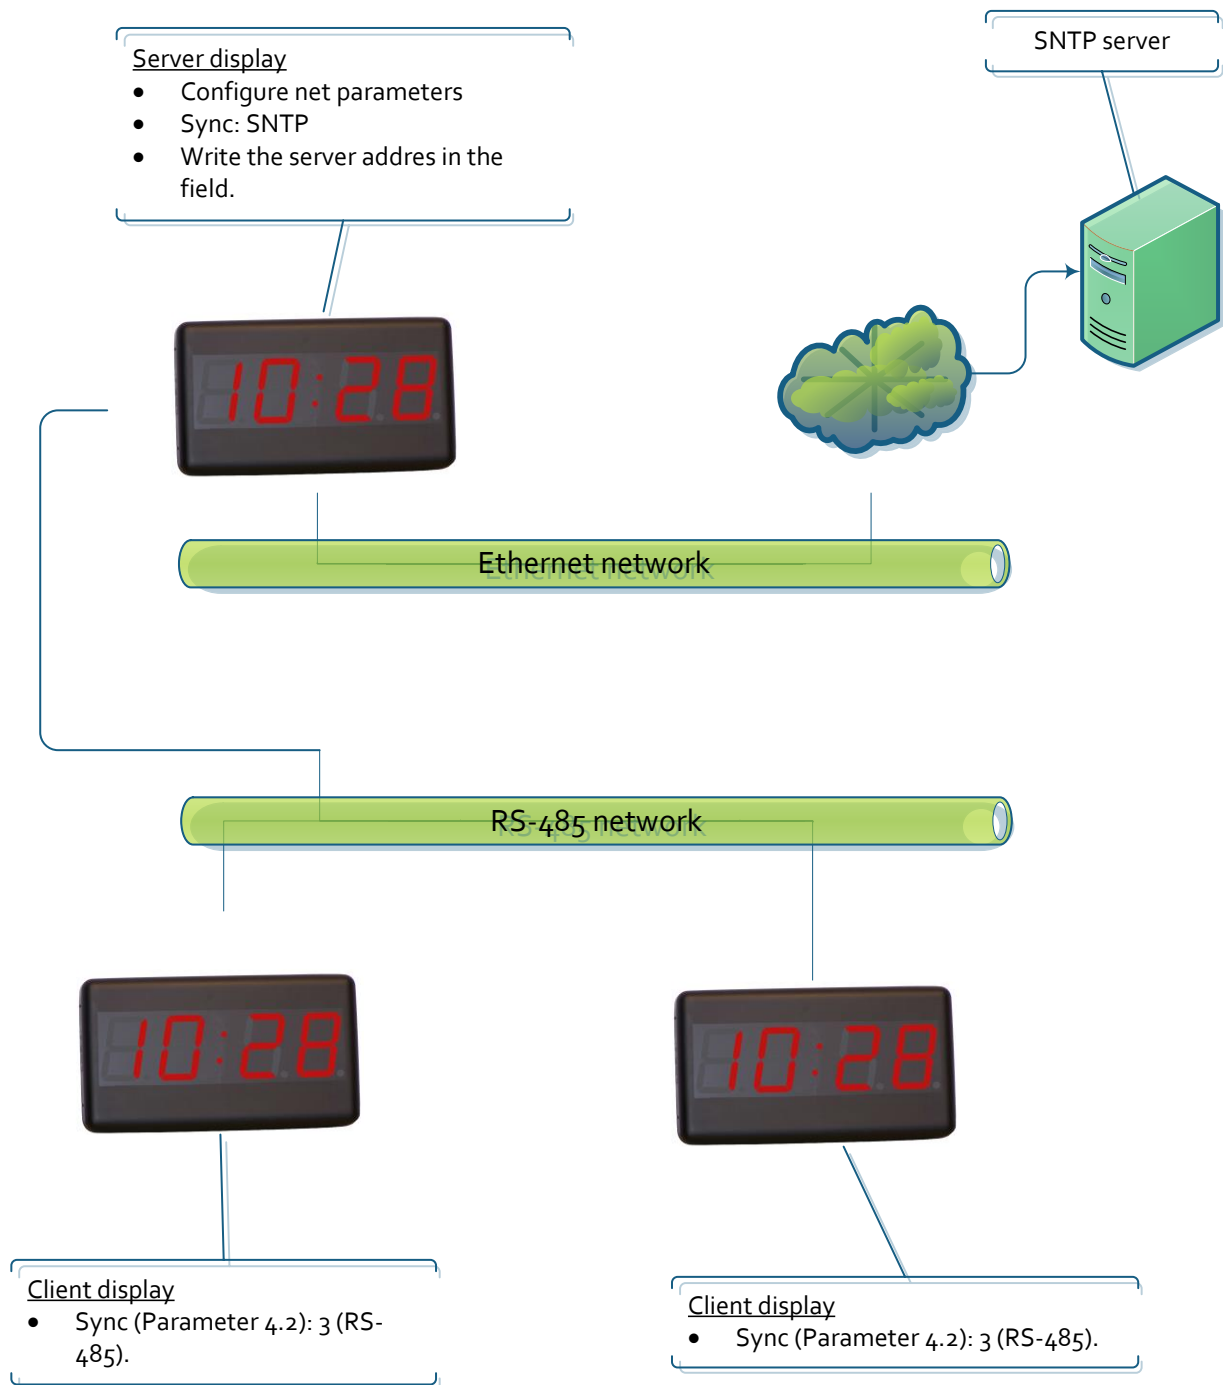 SNTP server
Server display
• Configure net parameters
• Sync: SNTP
• Write the server addres in the
field.
10:28
Ethernet network
RS-485 network
10:28
10:28
Client display
• Sync (Parameter 4.2): 3 (RS-
485).
Client display
• Sync (Parameter 4.2): 3 (RS-485).